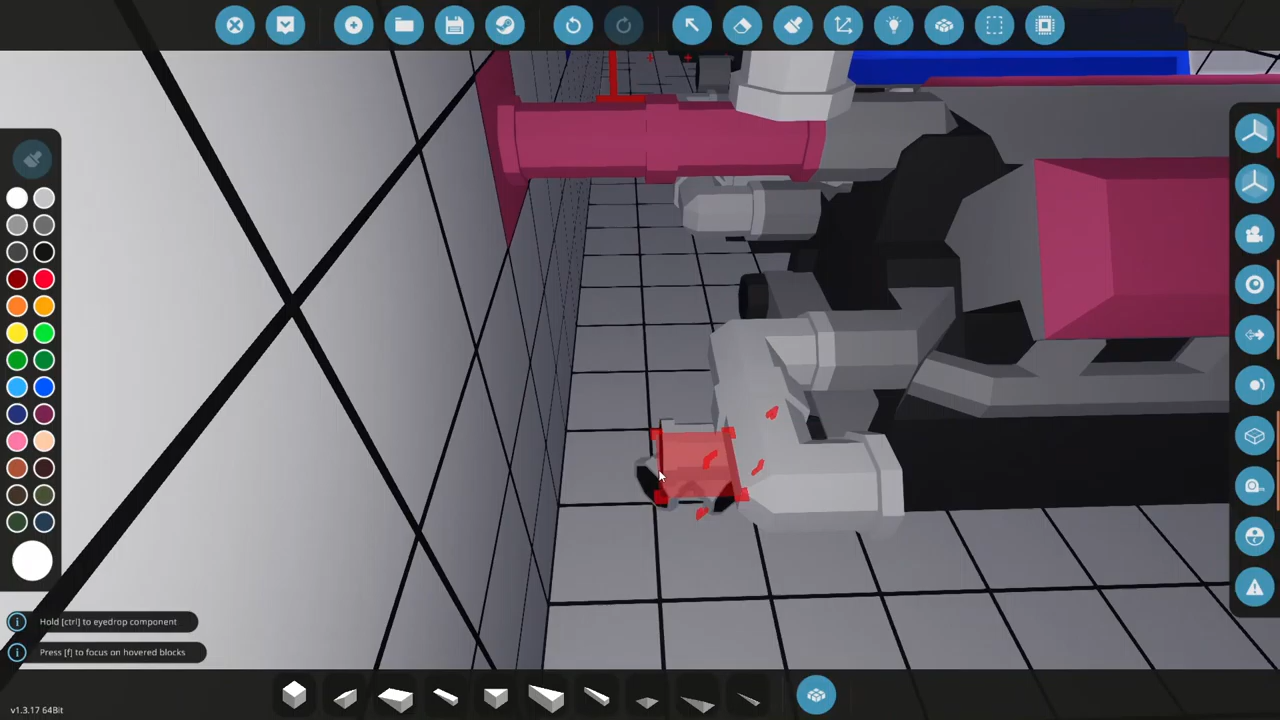 Hold [ctrl] to eyedrop component
Press [f] to focus on hovered blocks
v1.3.17 64Bit